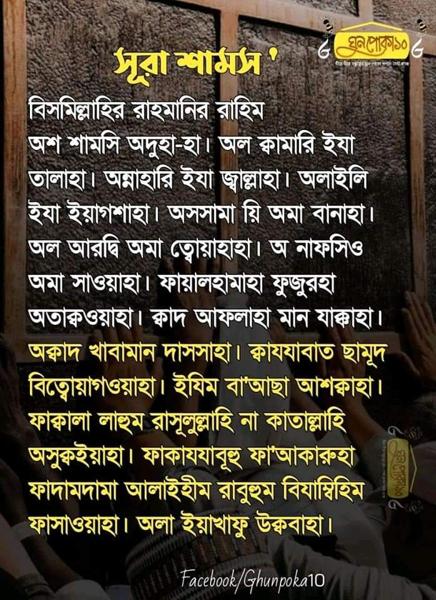 ঘুনপোকা১০
সূরা শামস'
বিসমিল্লাহির রাহমানির রাহিম
অশ শামসি অদুহা-হা। অল ক্বামারি ইযা
তালাহা। অন্নাহারি ইযা জ্বাল্লাহা। অলাইলি
ইযা ইয়াগশাহা। অসসামা য়ি অমা বানাহা।
অল আরদ্বি অমা ত্বোয়াহাহা। অ নাফসিও
অমা সাওয়াহা। ফায়ালহামাহা ফুজুরহা
অতাক্বওয়াহা। ক্বাদ আফলাহা মান যাক্কাহা।
অক্বাদ খাবামান দাসসাহা। ক্বাযযাবাত ছামূদ
বিত্বোয়াগওয়াহা। ইযিম বা'আছা আশক্বাহা।
ফাক্বালা লাহুম রাসূলুল্লাহি না কাতাল্লাহি
অসুক্বইয়াহা। ফাকাযযাবূহু ফা'আকারুহা
ফাদামদামা আলাইহীম রাবুহুম বিযাম্বিহিম
ফাসাওয়াহা। অলা ইয়াখাফু উক্ববাহা।
Facebook/Ghunpoka10